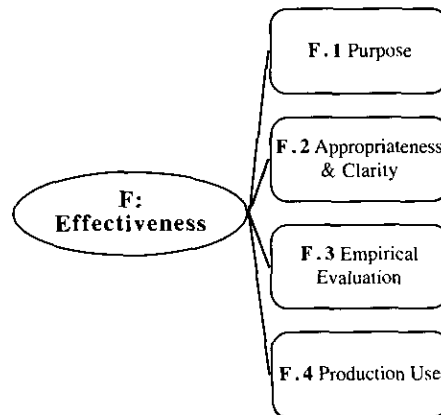 F.1 Purpose
F.2 Appropriateness
& Clarity
F:
Effectiveness
F.3 Empirical
Evaluation
F.4 Production Use